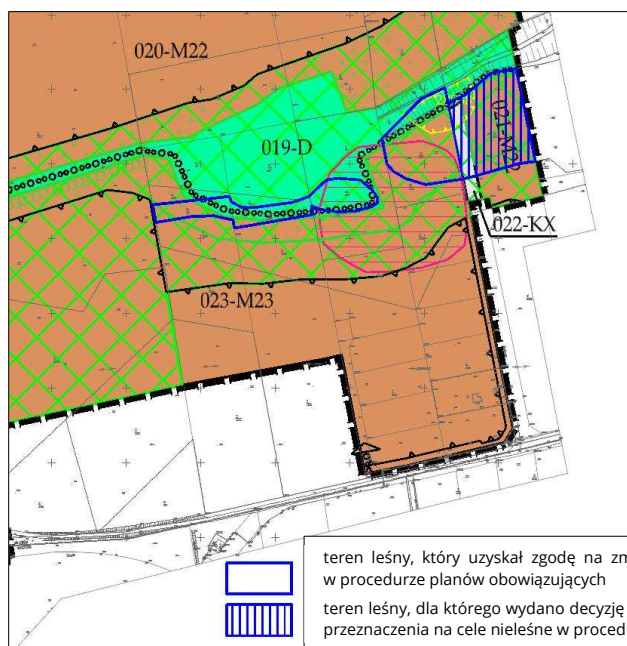 020-M22
019-D
021-M22
022-KX
023-M23
teren leśny, który uzyskał zgodę na zm
w procedurze planów obowiązujących
teren leśny, dla którego wydano decyzję
przeznaczenia na cele nieleśne w proced